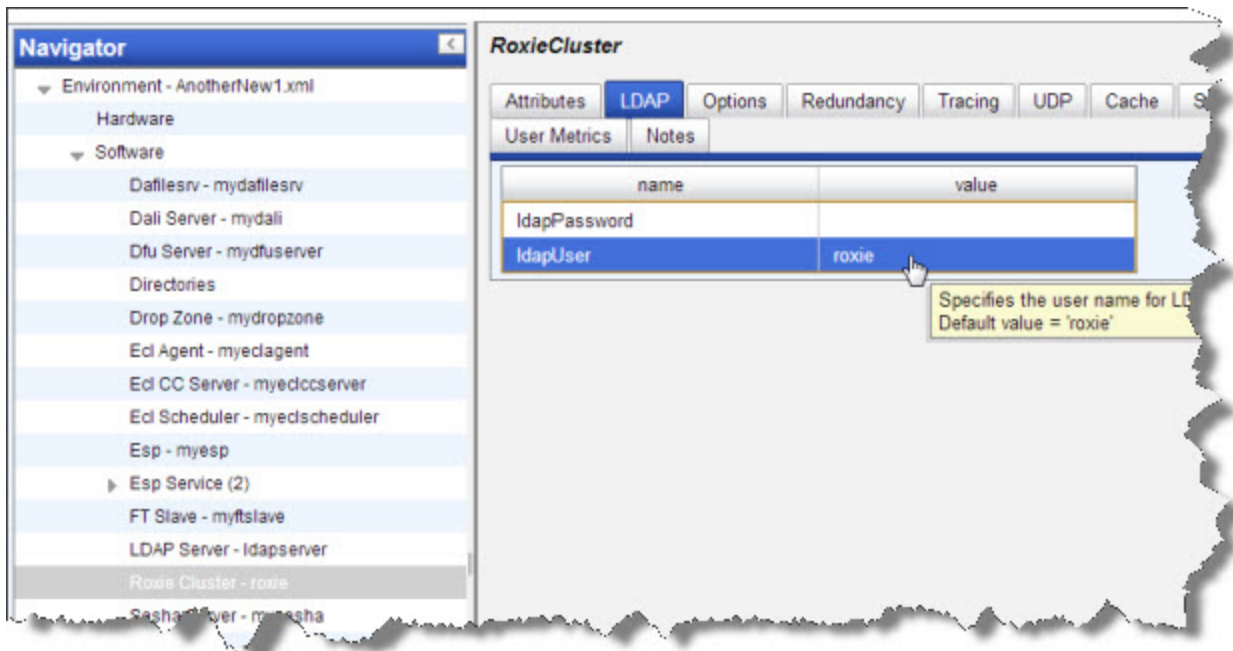 Navigator
Environment - AnotherNew1.xml
Hardware
Software
Dafilesrv - mydafilesrv
Dali Server - mydali
Dfu Server - mydfuserver
Directories
Drop Zone - mydropzone
Ecl Agent - myeclagent
Ecl CC Server - myeclccserver
Ecl Scheduler - myeclscheduler
Esp - myesp
Esp Service (2)
FT Slave - myftslave
LDAP Server - ldapserver
Roxie Cluster - roxie
RoxieCluster
Attributes LDAP Options Redundancy Tracing UDP Cache
User Metrics Notes
name value
ldapPassword
ldapUser roxie
Specifies the user name for
Default value = 'roxie'